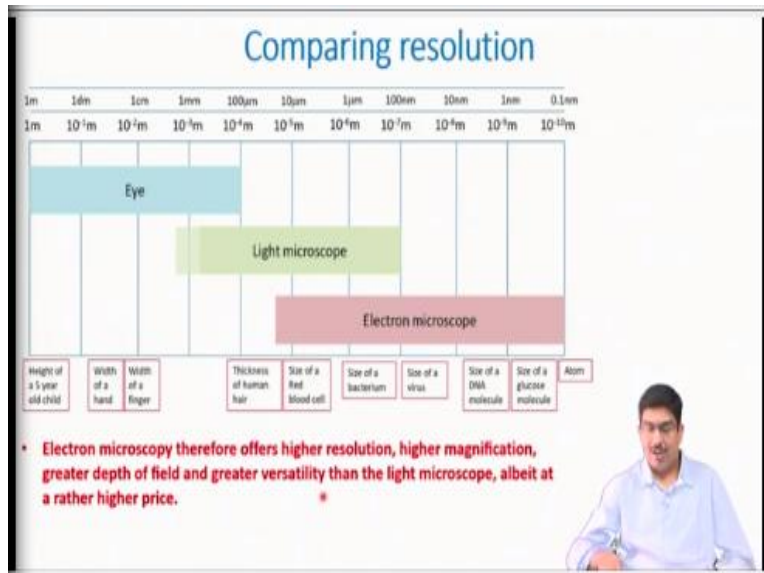 Comparing resolution
1m 1dm 1cm 1mm 100μm 10μm 1μm 100nm 10nm 1nm 0.1nm
1m 10⁻¹m 10⁻²m 10⁻³m 10⁻⁴m 10⁻⁵m 10⁻⁶m 10⁻⁷m 10⁻⁸m 10⁻⁹m 10⁻¹⁰m
Eye
Light microscope
Electron microscope
Height of
a 5 year
old child
Width
of a
hand
Width
of a
finger
Thickness
of human
hair
Size of a
Red
blood cell
Size of a
bacterium
Size of a
virus
Size of a
DNA
molecule
Size of a
glucose
molecule
Atom
• Electron microscopy therefore offers higher resolution, higher magnification,
greater depth of field and greater versatility than the light microscope, albeit at
a rather higher price.